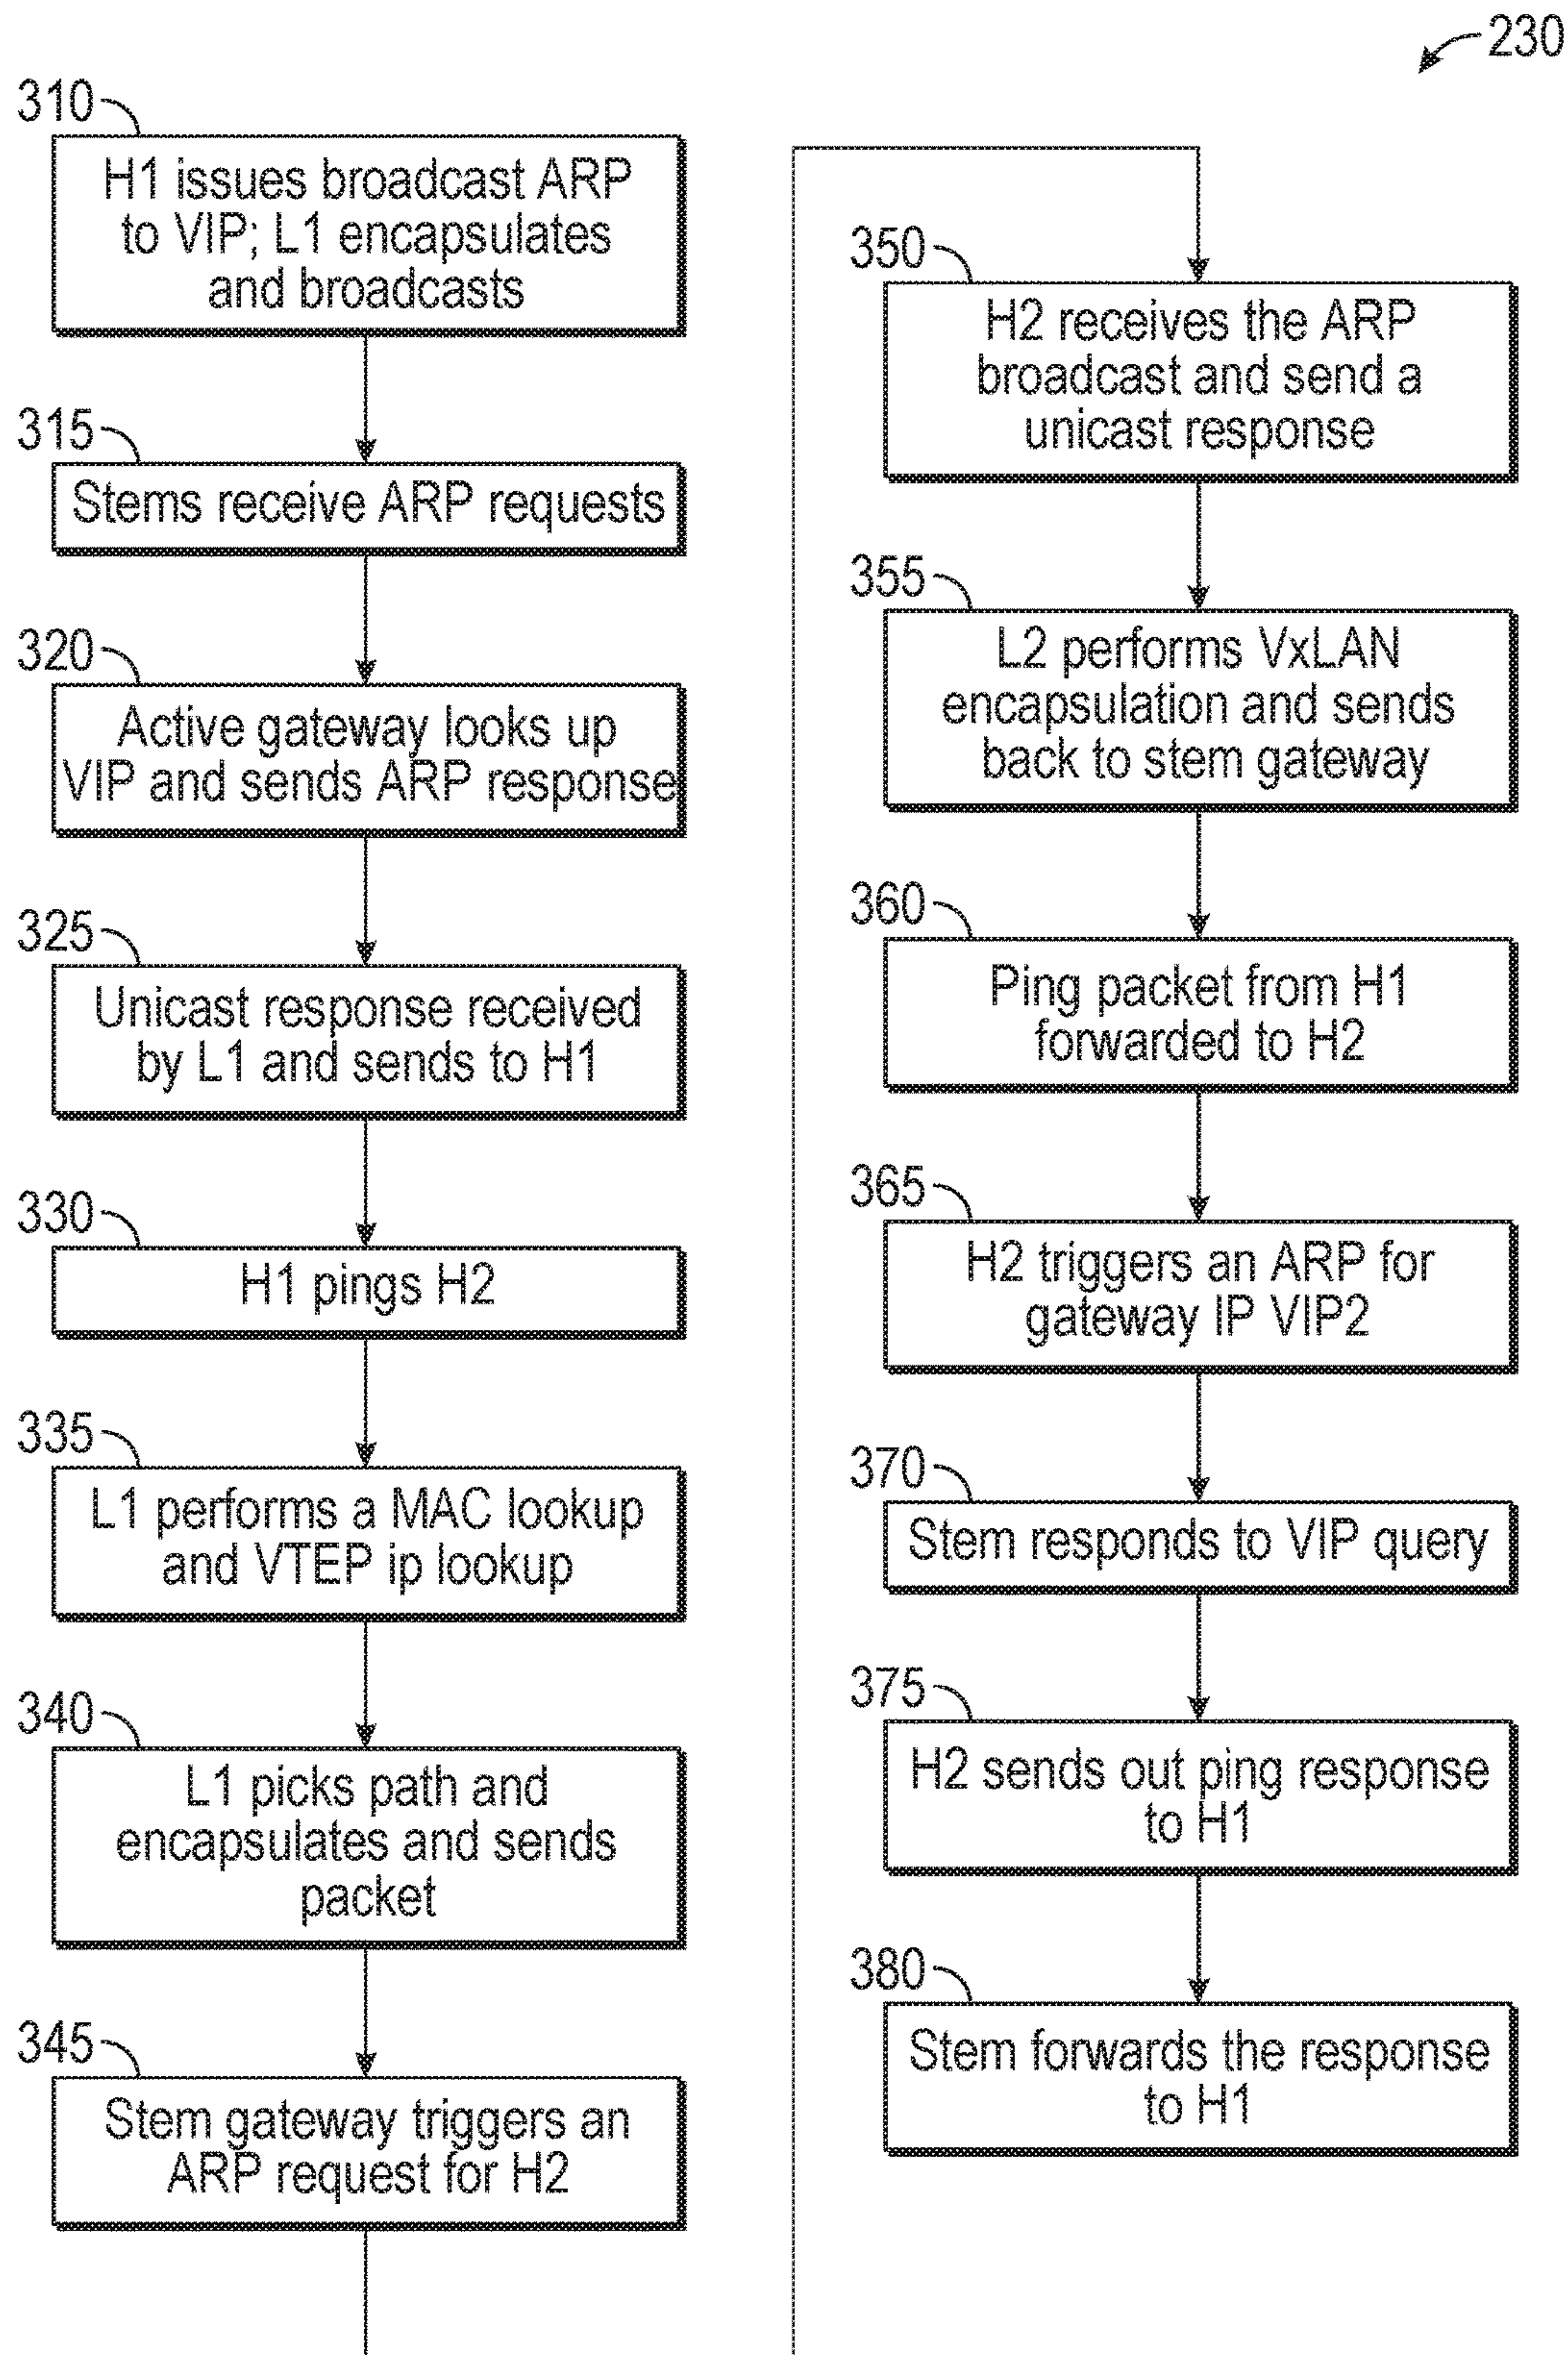 230
310
H1 issues broadcast ARP
to VIP; L1 encapsulates
and broadcasts
315
Stems receive ARP requests
320
Active gateway looks up
VIP and sends ARP response
325
Unicast response received
by L1 and sends to H1
330
H1 pings H2
335
L1 performs a MAC lookup
and VTEP ip lookup
340
L1 picks path and
encapsulates and sends
packet
345
Stem gateway triggers an
ARP request for H2
350
H2 receives the ARP
broadcast and send a
unicast response
355
L2 performs VxLAN
encapsulation and sends
back to stem gateway
360
Ping packet from H1
forwarded to H2
365
H2 triggers an ARP for
gateway IP VIP2
370
Stem responds to VIP query
375
H2 sends out ping response
to H1
380
Stem forwards the response
to H1